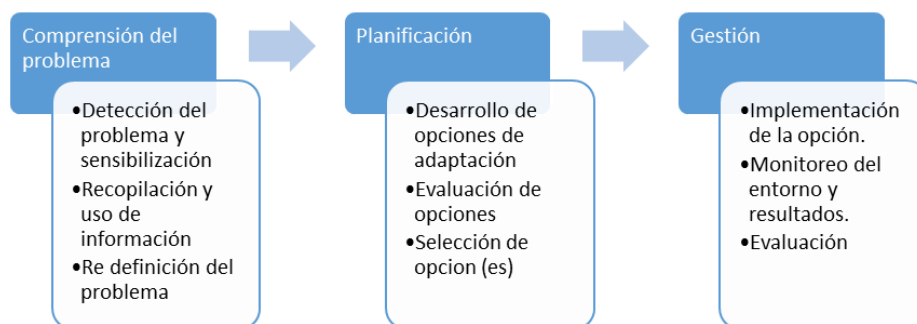 Comprensión del
problema
•Detección del
problema y
sensibilización
•Recopilación y
uso de
información
•Re definición del
problema
Planificación
•Desarrollo de
opciones de
adaptación
•Evaluación de
opciones
•Selección de
opcion (es)
Gestión
•Implementación
de la opción.
•Monitoreo del
entorno y
resultados.
•Evaluación